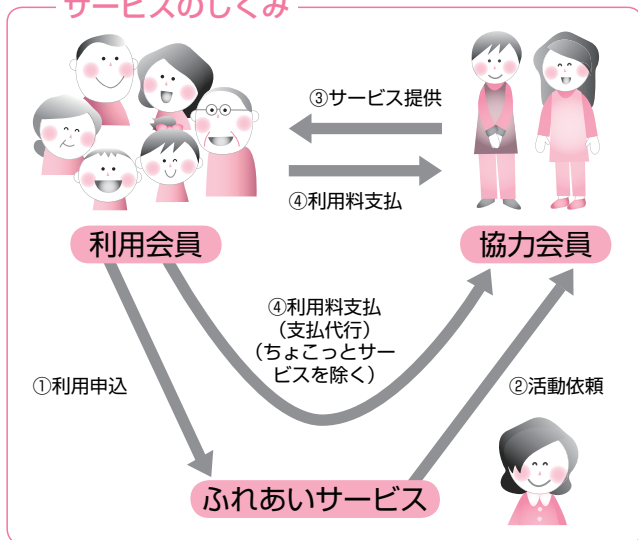 サービスのしくみ
③サービス提供
④利用料支払
利用会員
協力会員
④利用料支払
(支払代行)
(ちょこっとサー
ビスを除く)
①利用申込
②活動依頼
ふれあいサービス